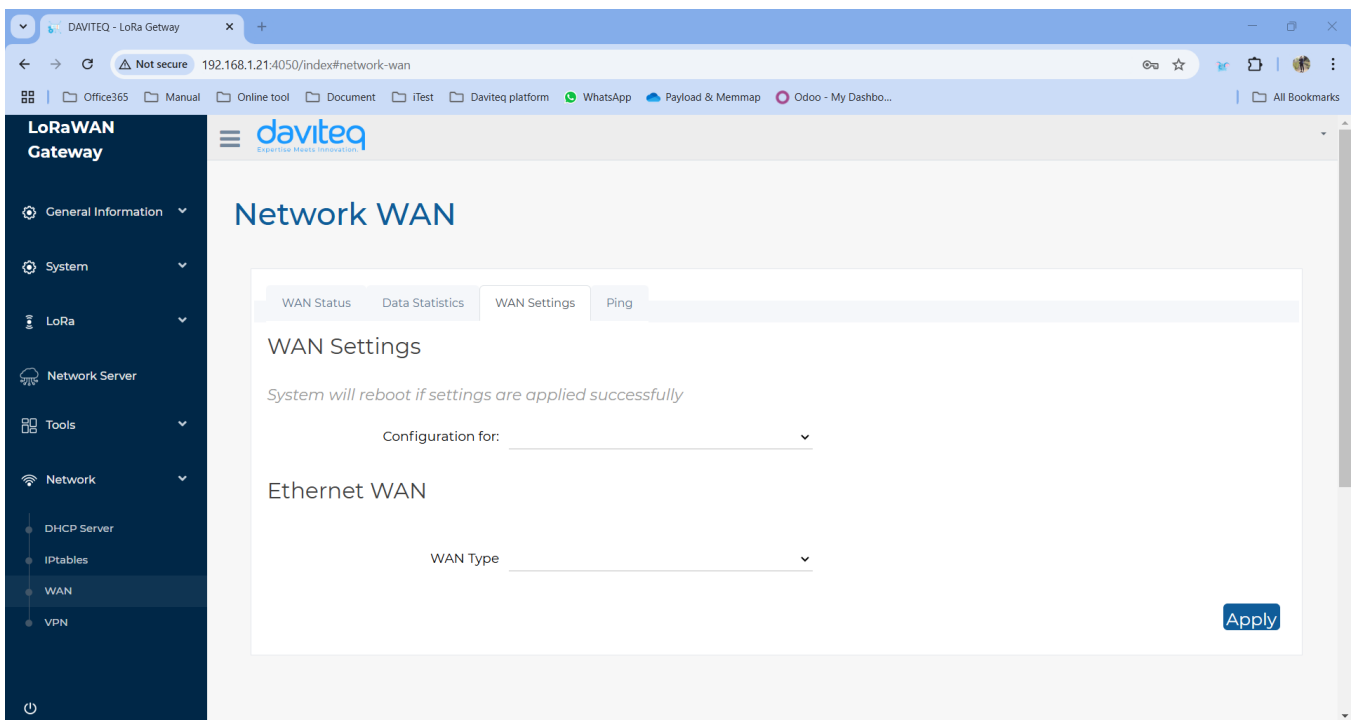 DAVITEQ - LoRa Getway
Not secure 192.168.1.21:4050/index#network-wan
Office365 Manual Online tool Document iTest Daviteq platform WhatsApp Payload & Memmap Odoo - My Dashbo... All Bookmarks
LoRaWAN
Gateway
daviteq
Expertise Meets Innovation.
General Information
System
LoRa
Network Server
Tools
Network
DHCP Server
IPtables
WAN
VPN
Network WAN
WAN Status Data Statistics WAN Settings Ping
WAN Settings
System will reboot if settings are applied successfully
Configuration for:
Ethernet WAN
WAN Type
Apply